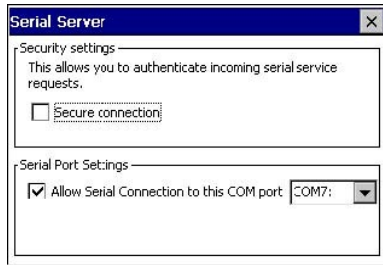 Serial Server
Security settings
This allows you to authenticate incoming serial service
requests.
Secure connection
Serial Port Settings
Allow Serial Connection to this COM port COM7: